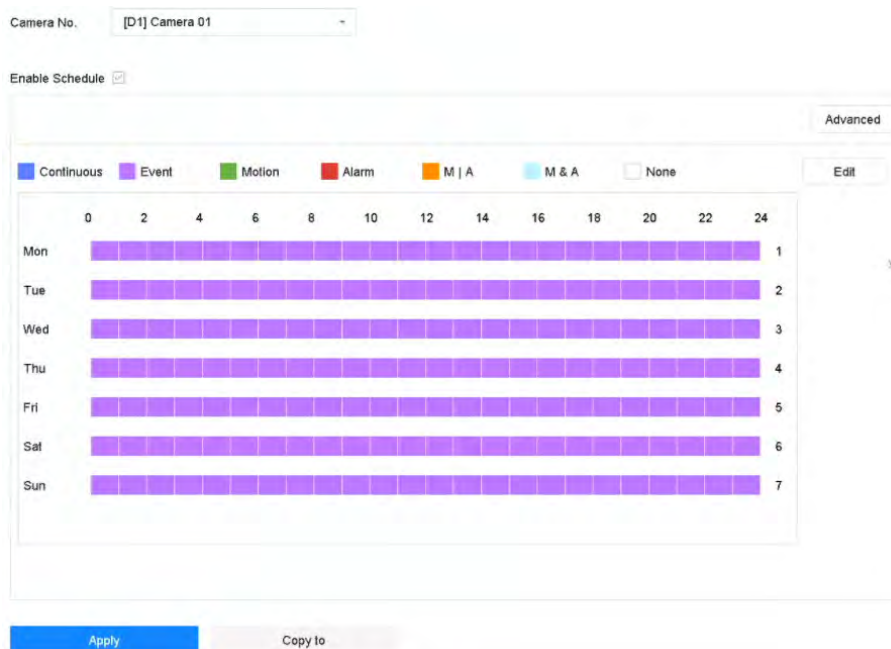 Camera No. [D1] Camera 01
Enable Schedule
Advanced
Continuous Event Motion Alarm M | A M & A None Edit
0 2 4 6 8 10 12 14 16 18 20 22 24
Mon 1
Tue 2
Wed 3
Thu 4
Fri 5
Sat 6
Sun 7
Apply Copy to